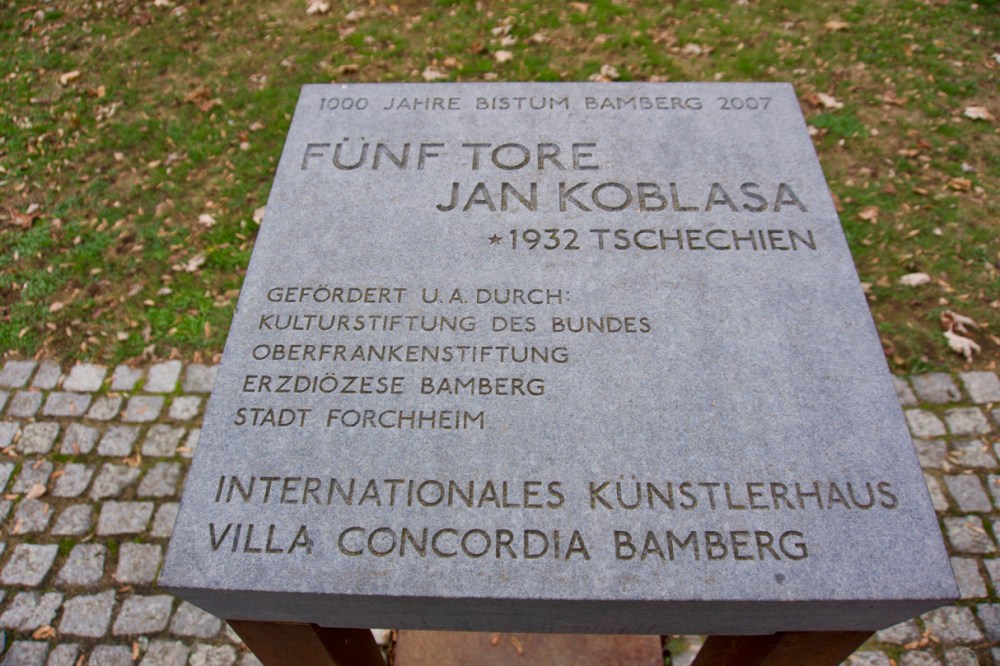 1000 JAHRE BISTUM BAMBERG 2007
FÜNF TORE
JAN KOBLASA
*1932 TSCHECHIEN
GEFÖRDERT U.A. DURCH:
KULTURSTIFTUNG DES BUNDES
OBERFRANKENSTIFTUNG
ERZDIÖZESE BAMBERG
STADT FORCHHEIM
INTERNATIONALES KÜNSTLERHAUS
VILLA CONCORDIA BAMBERG